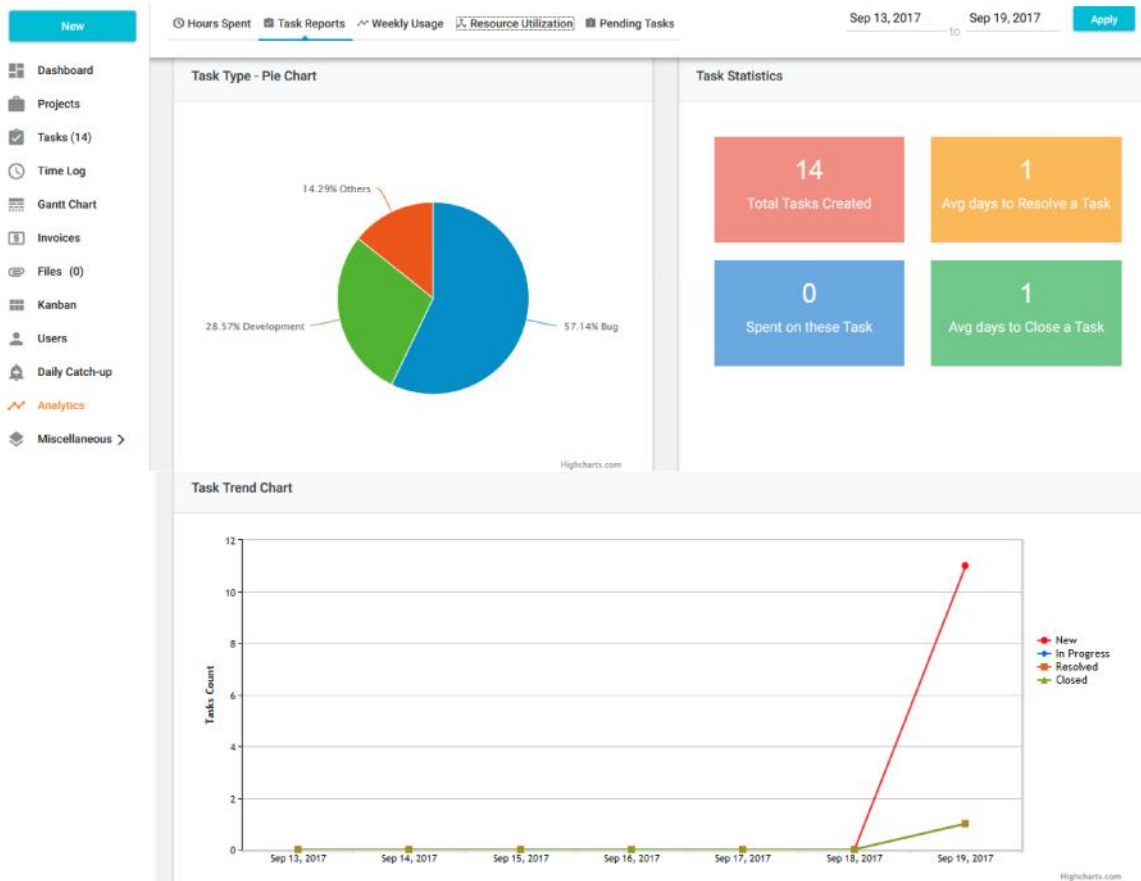 New
Hours Spent Task Reports Weekly Usage Resource Utilization Pending Tasks
Sep 13, 2017 to Sep 19, 2017 Apply
Dashboard
Projects
Tasks (14)
Time Log
Gantt Chart
Invoices
Files (0)
Kanban
Users
Daily Catch-up
Analytics
Miscellaneous
Task Type - Pie Chart
14.29% Others
28.57% Development
57.14% Bug
Highcharts.com
Task Statistics
14
Total Tasks Created
1
Avg days to Resolve a Task
0
Spent on these Task
1
Avg days to Close a Task
Task Trend Chart
Tasks Count
12
10
8
6
4
2
0
Sep 13, 2017 Sep 14, 2017 Sep 15, 2017 Sep 16, 2017 Sep 17, 2017 Sep 18, 2017 Sep 19, 2017
New
In Progress
Resolved
Closed
Highcharts.com